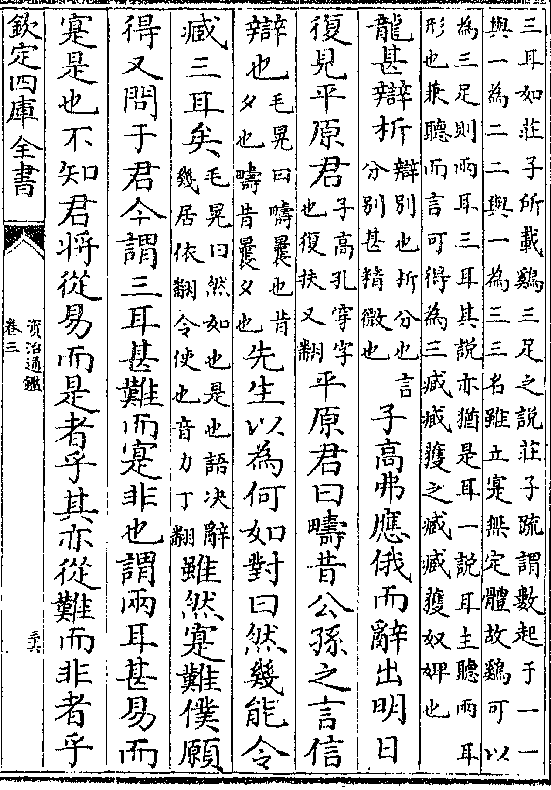 三耳如莊子所載鷄三足之說莊子疏謂數起于一一
與一為二二與一為三三名雖立寔無定體故鷄可以
為三足則兩耳三耳其說亦猶是耳一說耳主聽兩耳
形也兼聽而言可得為三臧臧獲之臧臧獲奴婢也
龍甚辯析辯别也析分也言分别甚精微也子高弗應俄而辭出明日
復見平原君子高孔穿字也復扶又翻平原君曰疇昔公孫之言信
辯也毛晃曰疇曩也昔夕也疇昔曩夕也先生以為何如對曰然幾能令
臧三耳矣毛晃曰然如也是也語决辭幾居依翻令使也音力丁翻雖然寔難僕願
得又問于君今謂三耳甚難而寔非也謂兩耳甚易而
寔是也不知君將從易而是者乎其亦從難而非者乎
欽定四庫全書
資治通鑑
卷三